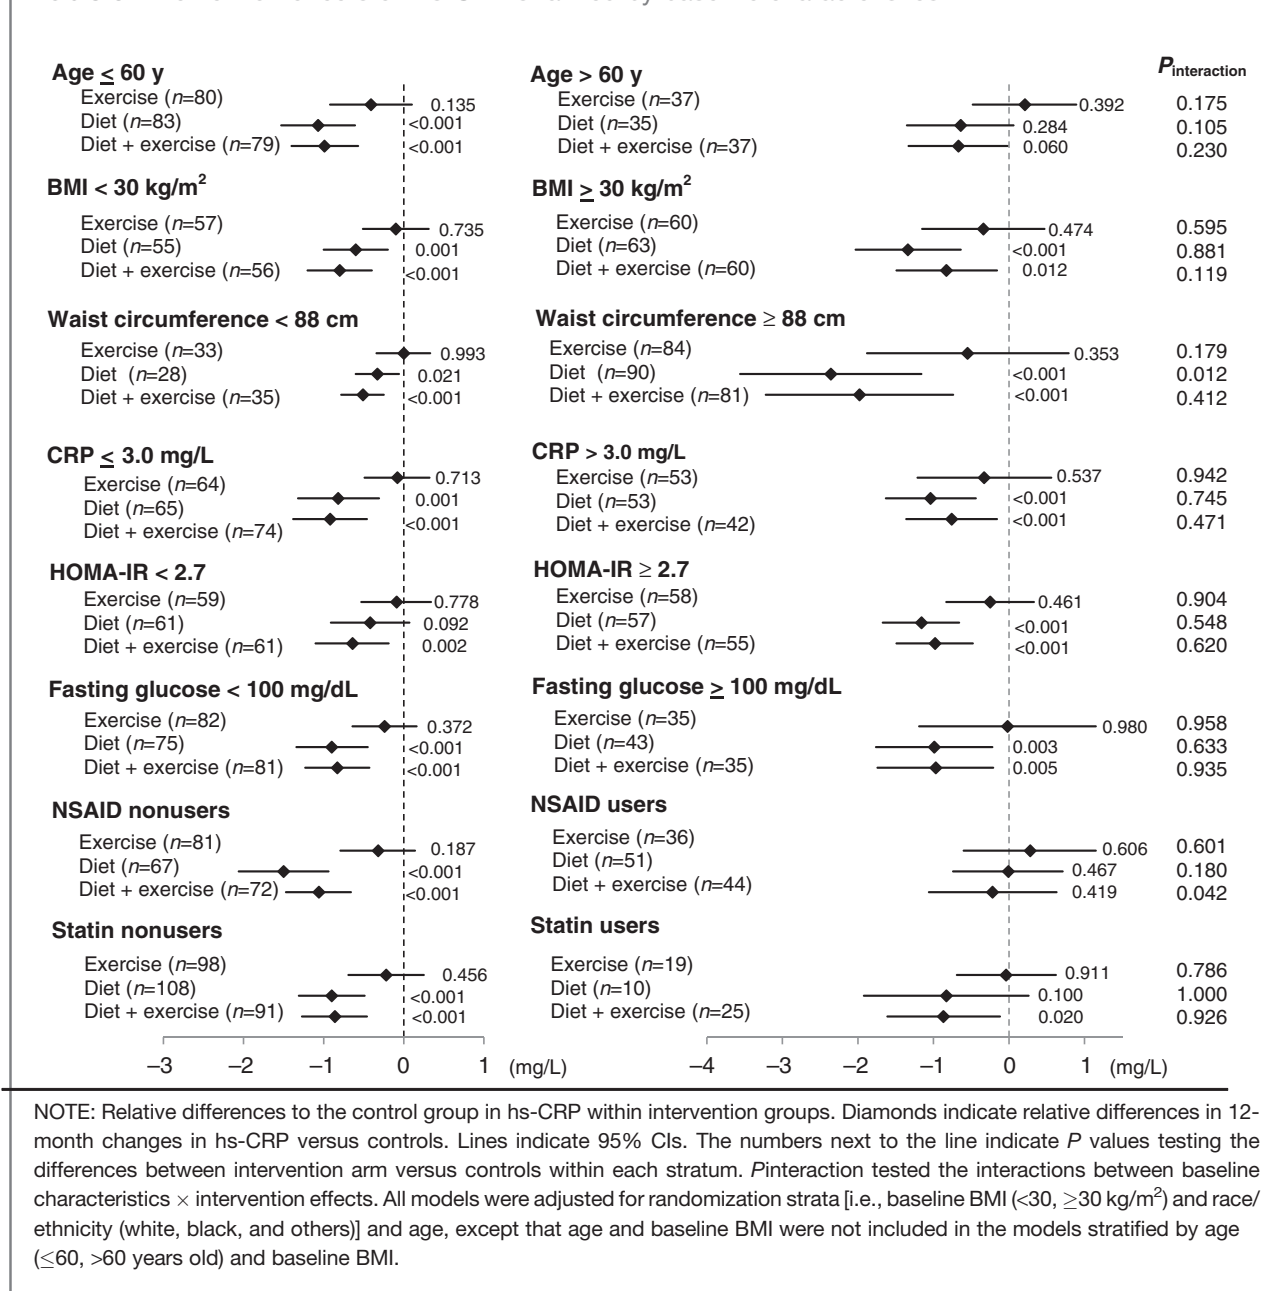 Age ≤ 60 y
Exercise (n=80) 0.135
Diet (n=83) <0.001
Diet + exercise (n=79) <0.001
Age > 60 y
Exercise (n=37) 0.392
Diet (n=35) 0.284
Diet + exercise (n=37) 0.060
Pinteraction
0.175
0.105
0.230
BMI < 30 kg/m²
Exercise (n=57) 0.735
Diet (n=55) 0.001
Diet + exercise (n=56) <0.001
BMI ≥ 30 kg/m²
Exercise (n=60) 0.474
Diet (n=63) <0.001
Diet + exercise (n=60) 0.012
0.595
0.881
0.119
Waist circumference < 88 cm
Exercise (n=33) 0.993
Diet (n=28) 0.021
Diet + exercise (n=35) <0.001
Waist circumference ≥ 88 cm
Exercise (n=84) 0.353
Diet (n=90) <0.001
Diet + exercise (n=81) <0.001
0.179
0.012
0.412
CRP ≤ 3.0 mg/L
Exercise (n=64) 0.713
Diet (n=65) 0.001
Diet + exercise (n=74) <0.001
CRP > 3.0 mg/L
Exercise (n=53) 0.537
Diet (n=53) <0.001
Diet + exercise (n=42) <0.001
0.942
0.745
0.471
HOMA-IR < 2.7
Exercise (n=59) 0.778
Diet (n=61) 0.092
Diet + exercise (n=61) 0.002
HOMA-IR ≥ 2.7
Exercise (n=58) 0.461
Diet (n=57) <0.001
Diet + exercise (n=55) <0.001
0.904
0.548
0.620
Fasting glucose < 100 mg/dL
Exercise (n=82) 0.372
Diet (n=75) <0.001
Diet + exercise (n=81) <0.001
Fasting glucose ≥ 100 mg/dL
Exercise (n=35) 0.980
Diet (n=43) 0.003
Diet + exercise (n=35) 0.005
0.958
0.633
0.935
NSAID nonusers
Exercise (n=81) 0.187
Diet (n=67) <0.001
Diet + exercise (n=72) <0.001
NSAID users
Exercise (n=36) 0.606
Diet (n=51) 0.467
Diet + exercise (n=44) 0.419
0.601
0.180
0.042
Statin nonusers
Exercise (n=98) 0.456
Diet (n=108) <0.001
Diet + exercise (n=91) <0.001
Statin users
Exercise (n=19) 0.911
Diet (n=10) 0.100
Diet + exercise (n=25) 0.020
0.786
1.000
0.926
−3 −2 −1 0 1 (mg/L)
−4 −3 −2 −1 0 1 (mg/L)
NOTE: Relative differences to the control group in hs-CRP within intervention groups. Diamonds indicate relative differences in 12-
month changes in hs-CRP versus controls. Lines indicate 95% CIs. The numbers next to the line indicate P values testing the
differences between intervention arm versus controls within each stratum. Pinteraction tested the interactions between baseline
characteristics × intervention effects. All models were adjusted for randomization strata [i.e., baseline BMI (<30, ≥30 kg/m²) and race/
ethnicity (white, black, and others)] and age, except that age and baseline BMI were not included in the models stratified by age
(≤60, >60 years old) and baseline BMI.